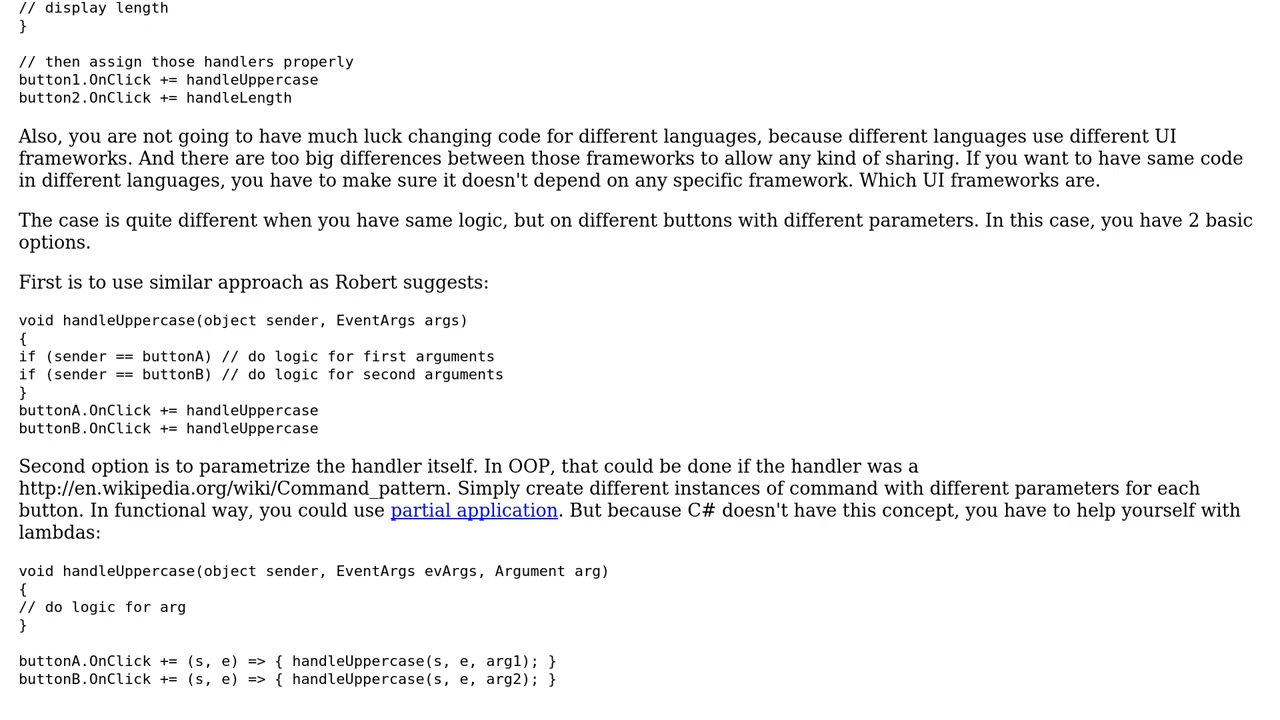 // display length
}
// then assign those handlers properly
button1.OnClick += handleUppercase
button2.OnClick += handleLength
Also, you are not going to have much luck changing code for different languages, because different languages use different UI
frameworks. And there are too big differences between those frameworks to allow any kind of sharing. If you want to have same code
in different languages, you have to make sure it doesn't depend on any specific framework. Which UI frameworks are.
The case is quite different when you have same logic, but on different buttons with different parameters. In this case, you have 2 basic
options.
First is to use similar approach as Robert suggests:
void handleUppercase(object sender, EventArgs args)
{
if (sender == buttonA) // do logic for first arguments
if (sender == buttonB) // do logic for second arguments
}
buttonA.OnClick += handleUppercase
buttonB.OnClick += handleUppercase
Second option is to parametrize the handler itself. In OOP, that could be done if the handler was a
http://en.wikipedia.org/wiki/Command_pattern. Simply create different instances of command with different parameters for each
button. In functional way, you could use partial application. But because C# doesn't have this concept, you have to help yourself with
lambdas:
void handleUppercase(object sender, EventArgs evArgs, Argument arg)
{
// do logic for arg
}
buttonA.OnClick += (s, e) => { handleUppercase(s, e, arg1); }
buttonB.OnClick += (s, e) => { handleUppercase(s, e, arg2); }